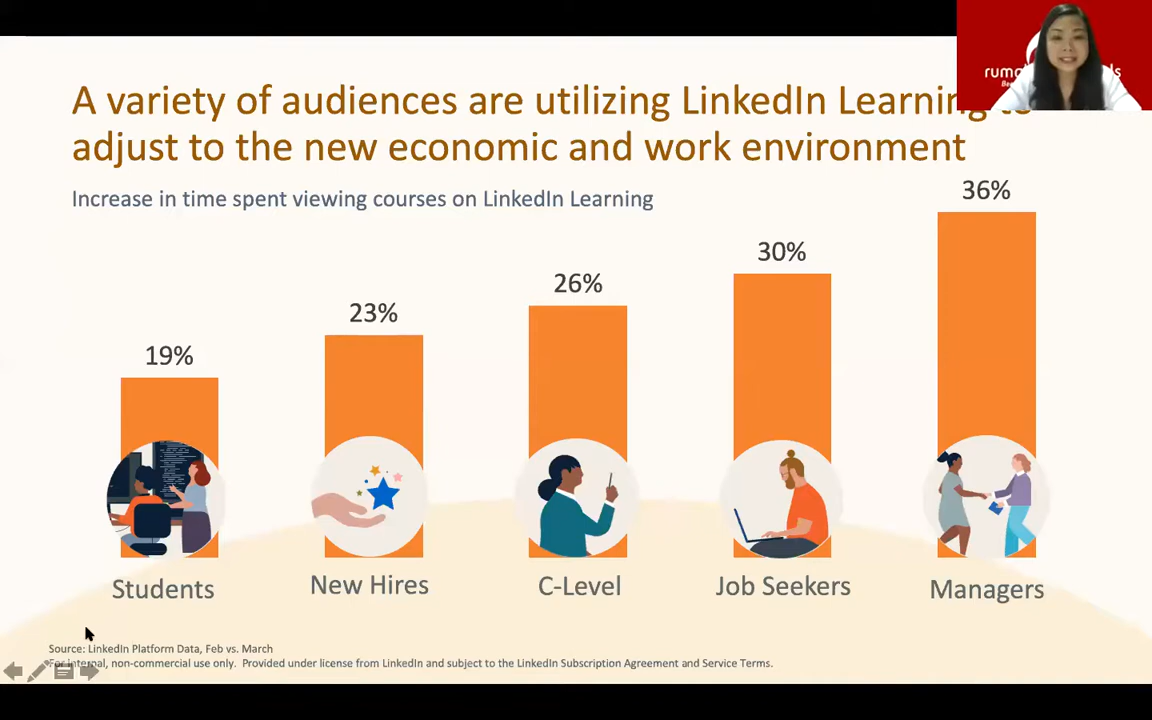 A variety of audiences are utilizing LinkedIn Learning to
adjust to the new economic and work environment
Increase in time spent viewing courses on LinkedIn Learning
19%
23%
26%
30%
36%
Students
New Hires
C-Level
Job Seekers
Managers
Source: LinkedIn Platform Data, Feb vs. March
For internal, non-commercial use only. Provided under license from LinkedIn and subject to the LinkedIn Subscription Agreement and Service Terms.